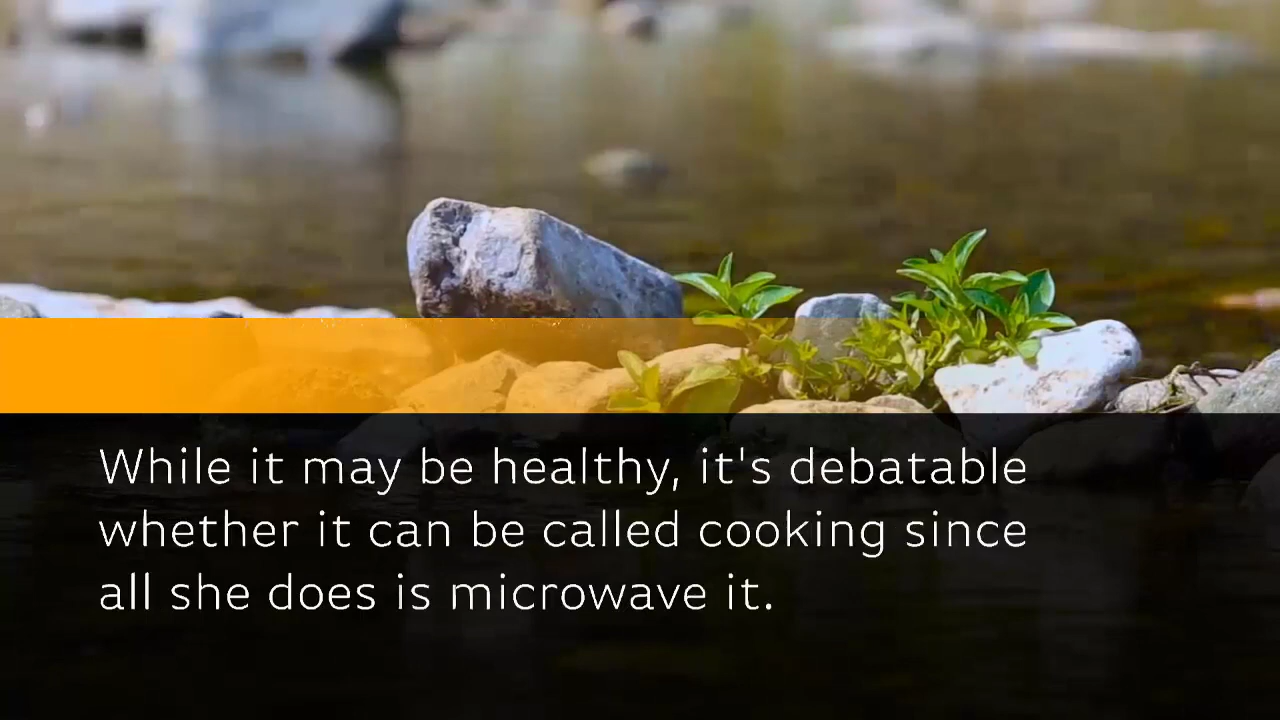 While it may be healthy, it's debatable
whether it can be called cooking since
all she does is microwave it.